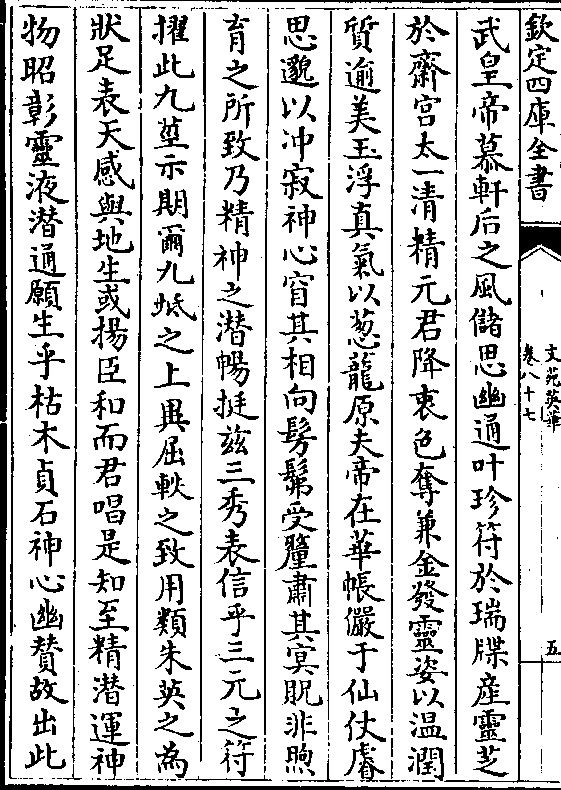 欽定四庫全書
文苑英華
卷八十七
五
武皇帝慕軒后之風儲思幽通叶珍符於瑞牒產靈芝
於齋宮太一清精元君降衷色奪兼金發靈姿以温潤
質逾美玉浮真氣以葱蘢原夫帝在華帳儼于仙仗睿
思邈以冲寂神心窅其相向髣髴受釐肅其冥貺非煦
育之所致乃精神之潜暢挺兹三秀表信乎三元之符
擢此九莖示期爾九坻之上異屈軼之致用類朱英之為
狀足表天感與地生或揚臣和而君唱是知至精潜運神
物昭彰靈液潜通願生乎枯木貞石神心幽賛故出此